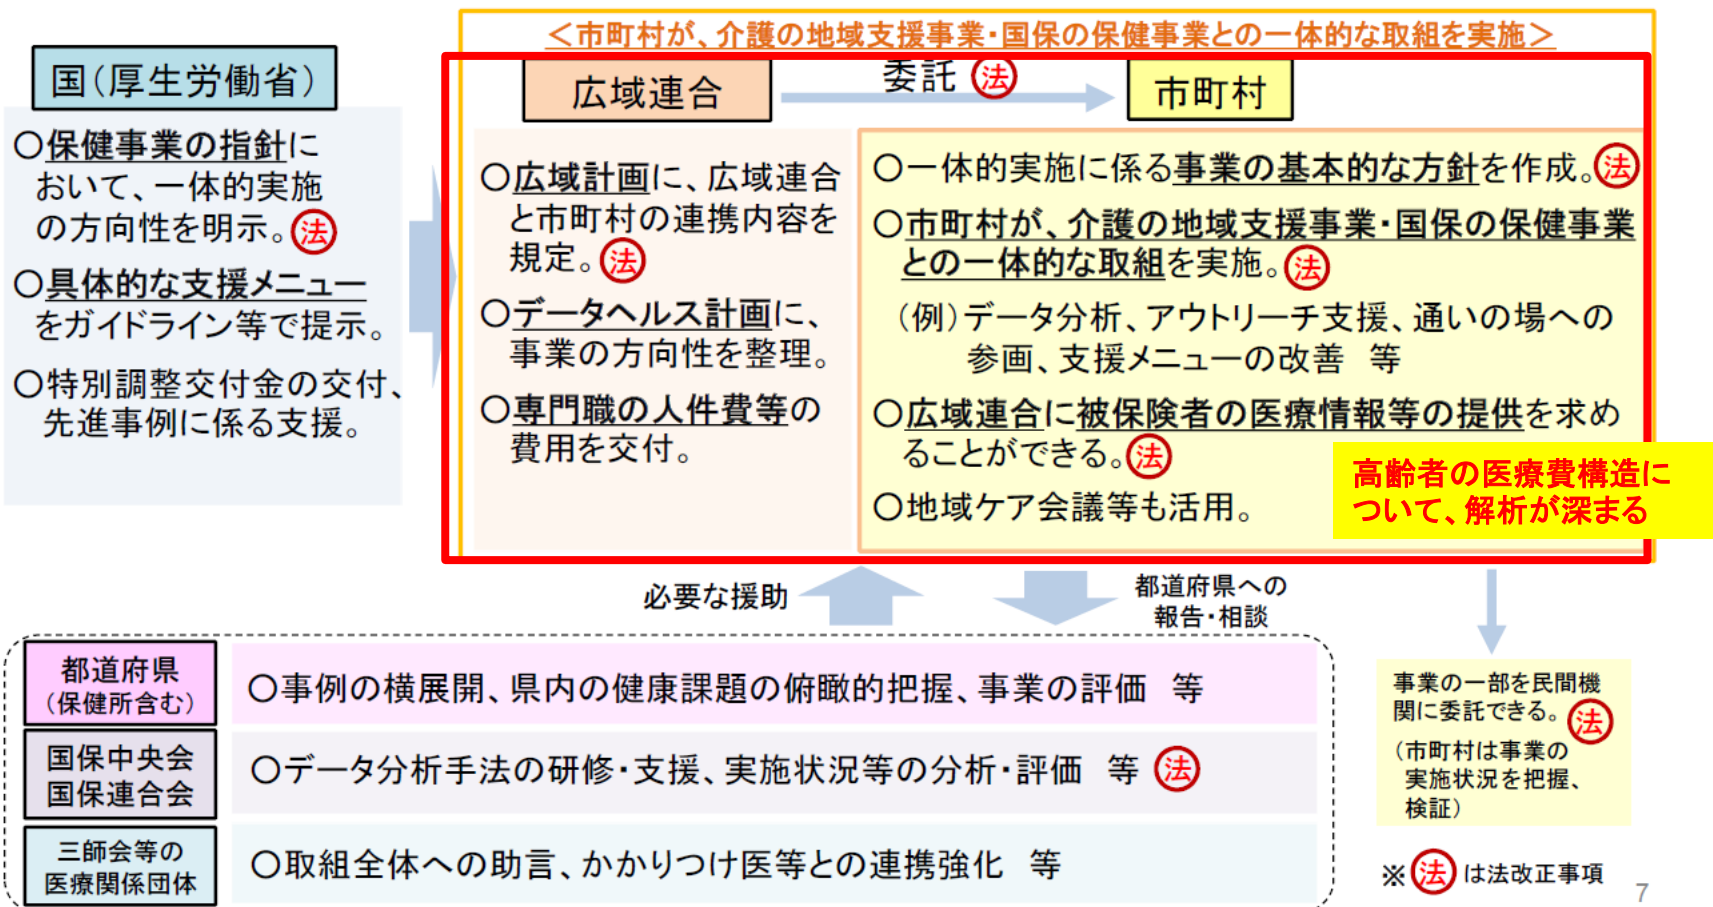 ＜市町村が、介護の地域支援事業・国保の保健事業との一体的な取組を実施＞
国（厚生労働省）
○保健事業の指針に
おいて、一体的実施
の方向性を明示。法
○具体的な支援メニュー
をガイドライン等で提示。
○特別調整交付金の交付、
先進事例に係る支援。
広域連合
委託 法
市町村
○広域計画に、広域連合
と市町村の連携内容を
規定。法
○データヘルス計画に、
事業の方向性を整理。
○専門職の人件費等の
費用を交付。
○一体的実施に係る事業の基本的な方針を作成。法
○市町村が、介護の地域支援事業・国保の保健事業
との一体的な取組を実施。法
（例）データ分析、アウトリーチ支援、通いの場への
参画、支援メニューの改善 等
○広域連合に被保険者の医療情報等の提供を求め
ることができる。法
○地域ケア会議等も活用。
高齢者の医療費構造に
ついて、解析が深まる
必要な援助
都道府県への
報告・相談
都道府県
（保健所含む）
○事例の横展開、県内の健康課題の俯瞰的把握、事業の評価 等
国保中央会
国保連合会
○データ分析手法の研修・支援、実施状況等の分析・評価 等 法
三師会等の
医療関係団体
○取組全体への助言、かかりつけ医等との連携強化 等
事業の一部を民間機
関に委託できる。法
（市町村は事業の
実施状況を把握、
検証）
※法は法改正事項
7